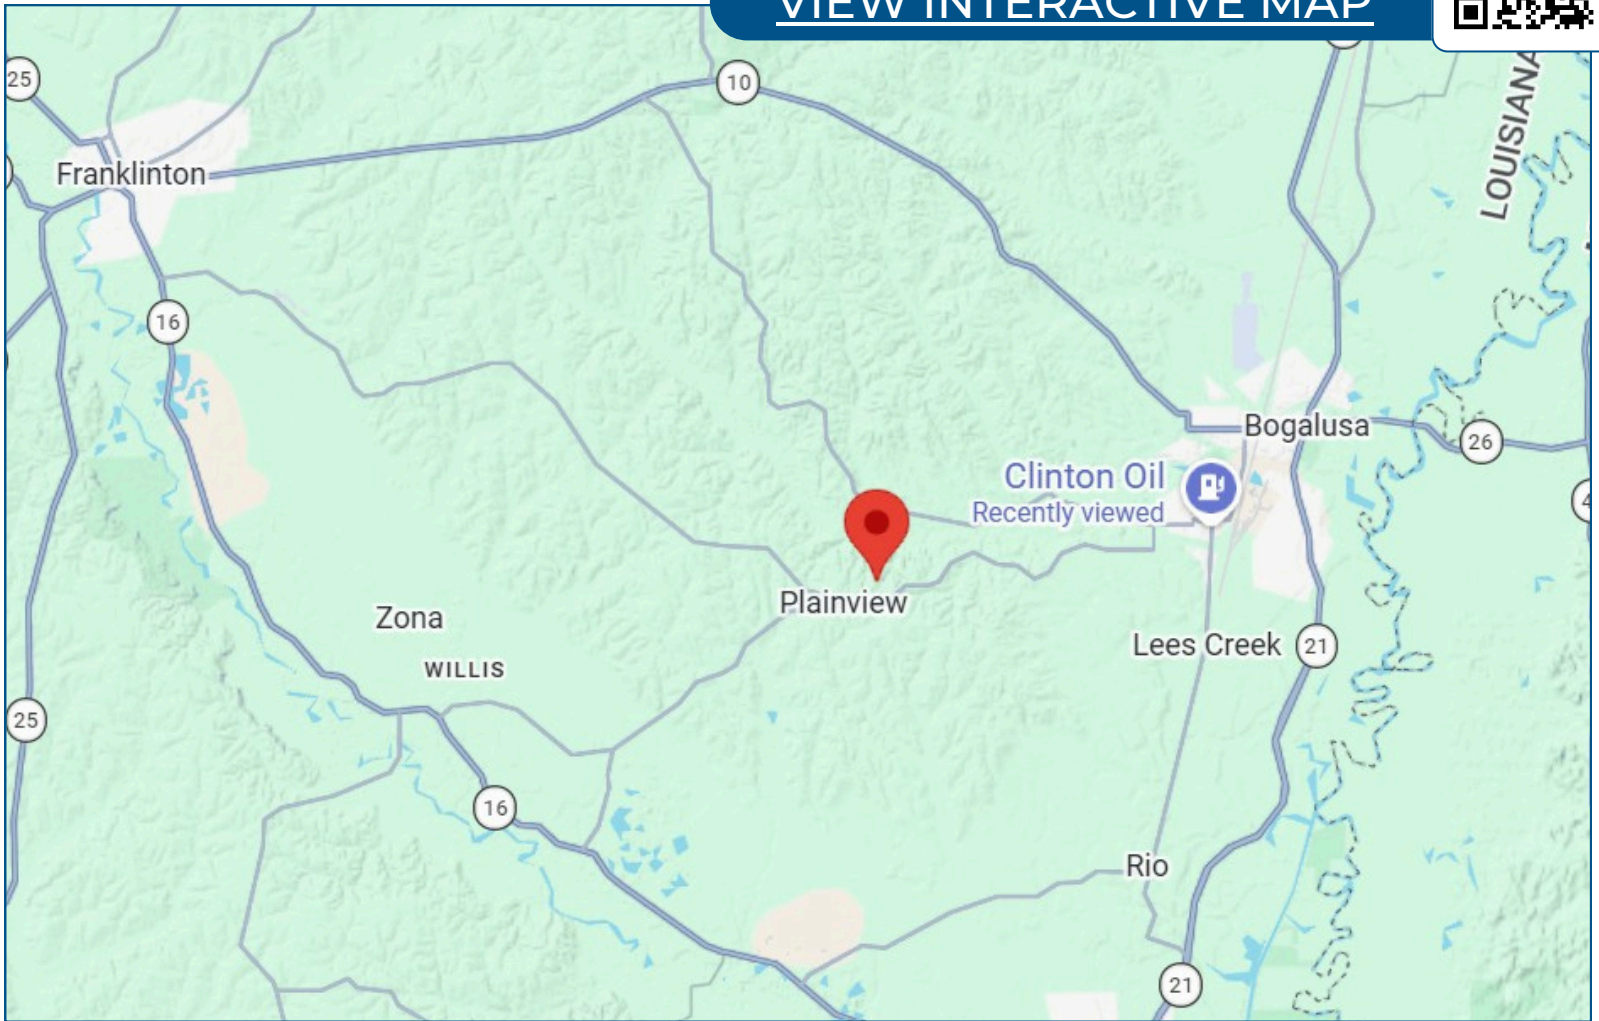 VIEW INTERACTIVE MAP
25
10
LOUISIANA
Franklinton
16
Bogalusa
26
Clinton Oil
Recently viewed
4
Plainview
Zona
Lees Creek
21
WILLIS
25
16
Rio
21